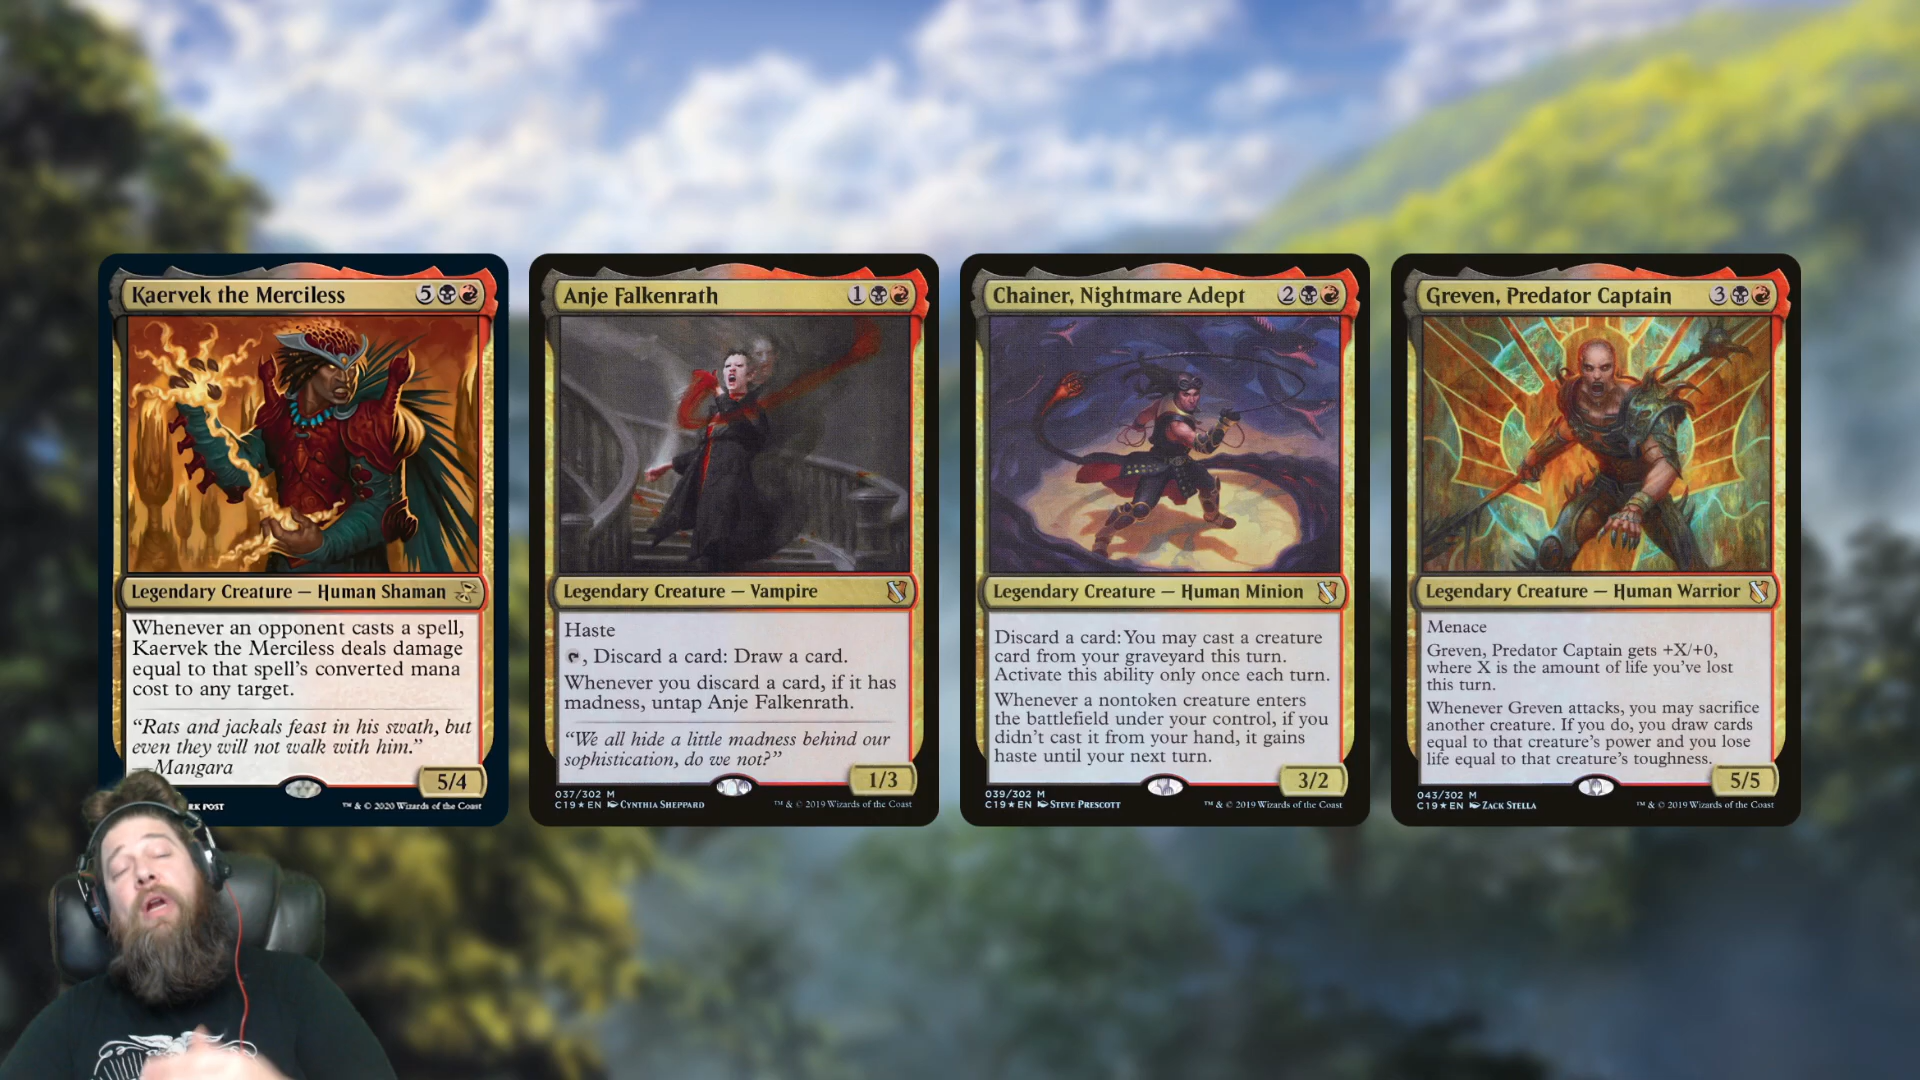 Kaervek the Merciless 5
Legendary Creature — Human Shaman
Whenever an opponent casts a spell,
Kaervek the Merciless deals damage
equal to that spell's converted mana
cost to any target.
“Rats and jackals feast in his swath, but
even they will not walk with him.”
—Mangara
5/4
RK POST
™ & © 2020 Wizards of the Coast
Anje Falkenrath 1
Legendary Creature — Vampire
Haste
, Discard a card: Draw a card.
Whenever you discard a card, if it has
madness, untap Anje Falkenrath.
“We all hide a little madness behind our
sophistication, do we not?”
1/3
037/302 M
C19★EN CYNTHIA SHEPPARD
™ & © 2019 Wizards of the Coast
Chainer, Nightmare Adept 2
Legendary Creature — Human Minion
Discard a card: You may cast a creature
card from your graveyard this turn.
Activate this ability only once each turn.
Whenever a nontoken creature enters
the battlefield under your control, if you
didn't cast it from your hand, it gains
haste until your next turn.
3/2
039/302 M
C19★EN STEVE PRESCOTT
™ & © 2019 Wizards of the Coast
Greven, Predator Captain 3
Legendary Creature — Human Warrior
Menace
Greven, Predator Captain gets +X/+0,
where X is the amount of life you've lost
this turn.
Whenever Greven attacks, you may sacrifice
another creature. If you do, you draw cards
equal to that creature's power and you lose
life equal to that creature's toughness.
5/5
043/302 M
C19★EN ZACK STELLA
™ & © 2019 Wizards of the Coast